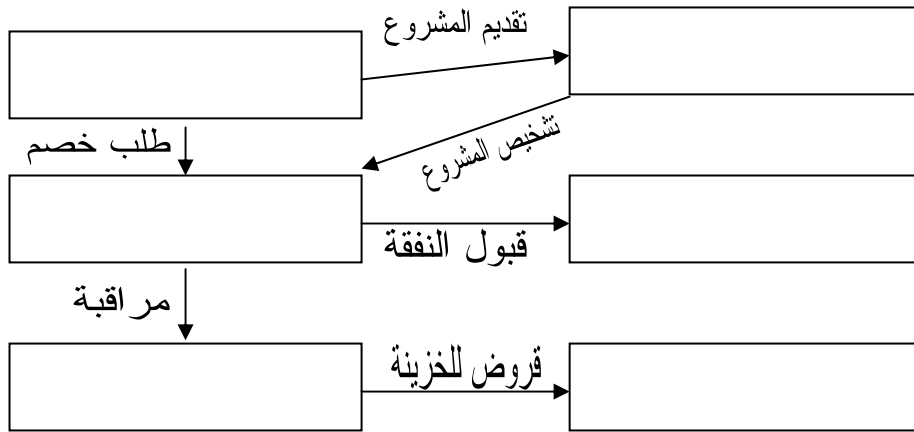 تقديم المشروع
طلب خصم
تشخيص المشروع
قبول النفقة
مراقبة
قروض للخزينة